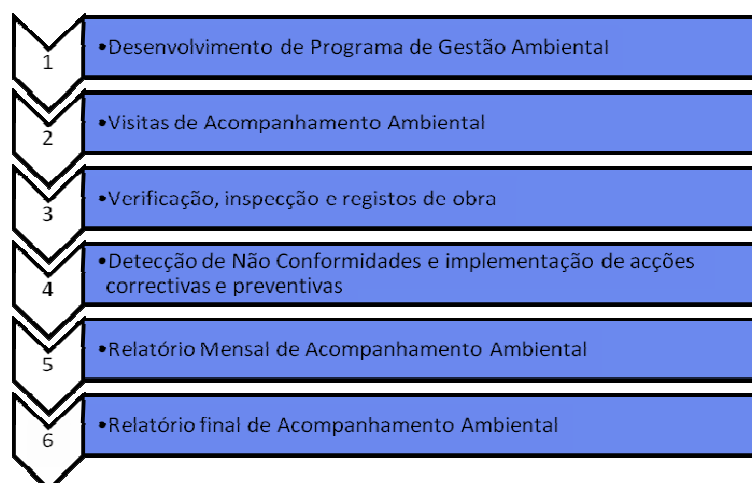 1
•Desenvolvimento de Programa de Gestão Ambiental
2
•Visitas de Acompanhamento Ambiental
3
•Verificação, inspecção e registos de obra
4
•Detecção de Não Conformidades e implementação de acções
correctivas e preventivas
5
•Relatório Mensal de Acompanhamento Ambiental
6
•Relatório final de Acompanhamento Ambiental